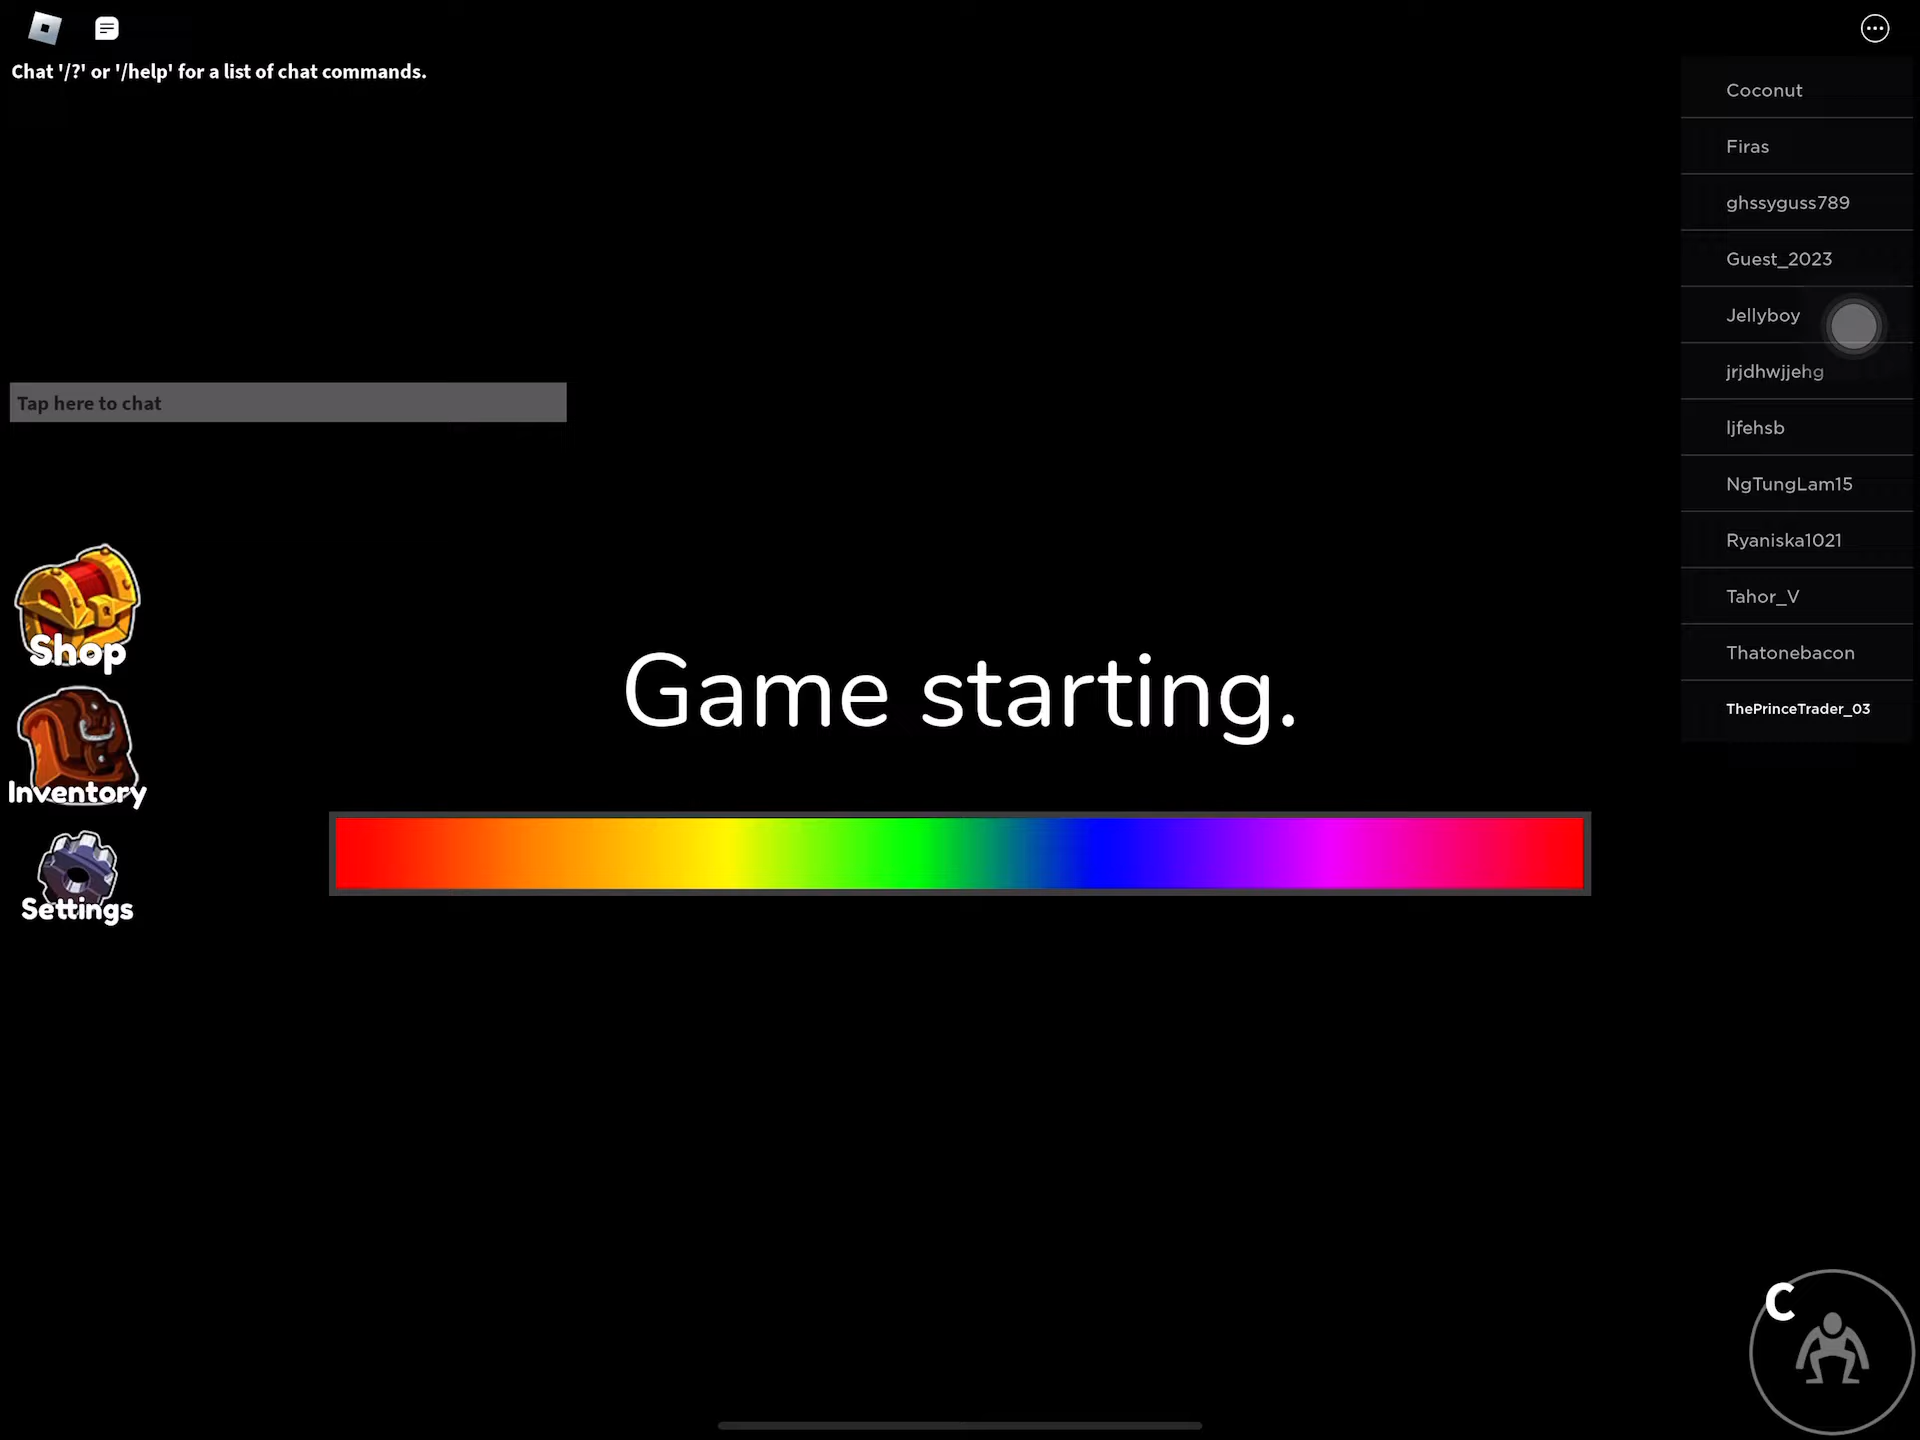 Chat '/?' or '/help' for a list of chat commands.
Tap here to chat
Shop
Inventory
Settings
Game starting.
Coconut
Firas
ghssyguss789
Guest_2023
Jellyboy
jrjdhwjjehg
ljfehsb
NgTungLam15
Ryaniska1021
Tahor_V
Thatonebacon
ThePrinceTrader_03
C